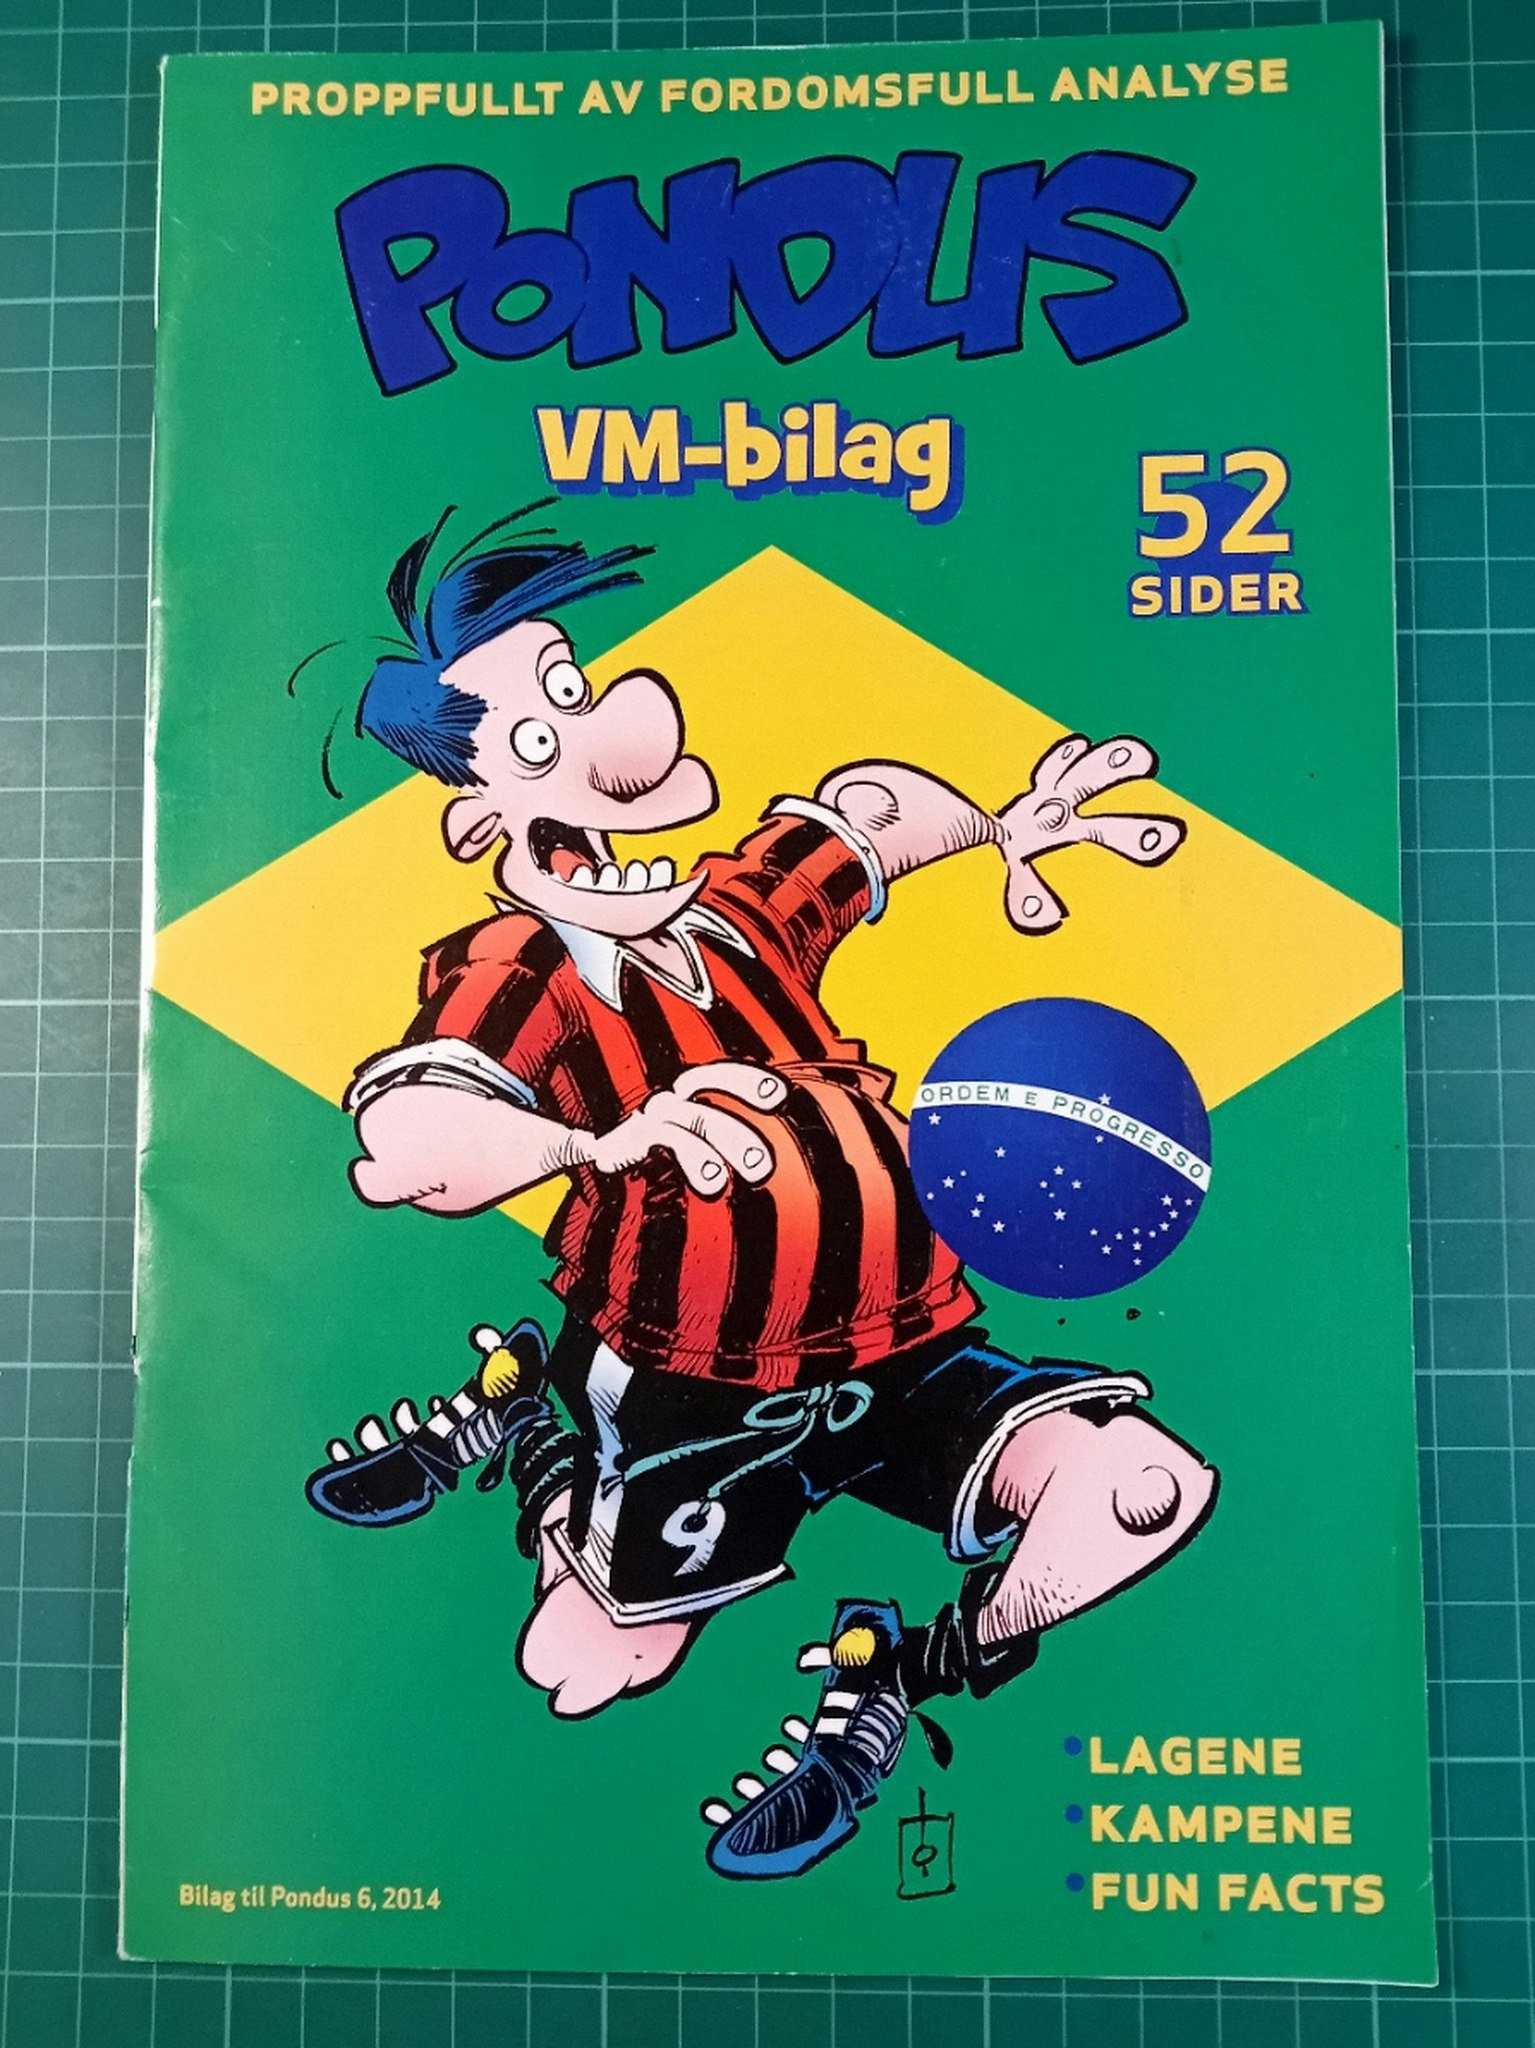 PROPPFULLT AV FORDOMSFULL ANALYSE
PONDUS
VM-bilag
52
SIDER
ORDEM E PROGRESSO
9
• LAGENE
• KAMPENE
• FUN FACTS
Bilag til Pondus 6, 2014